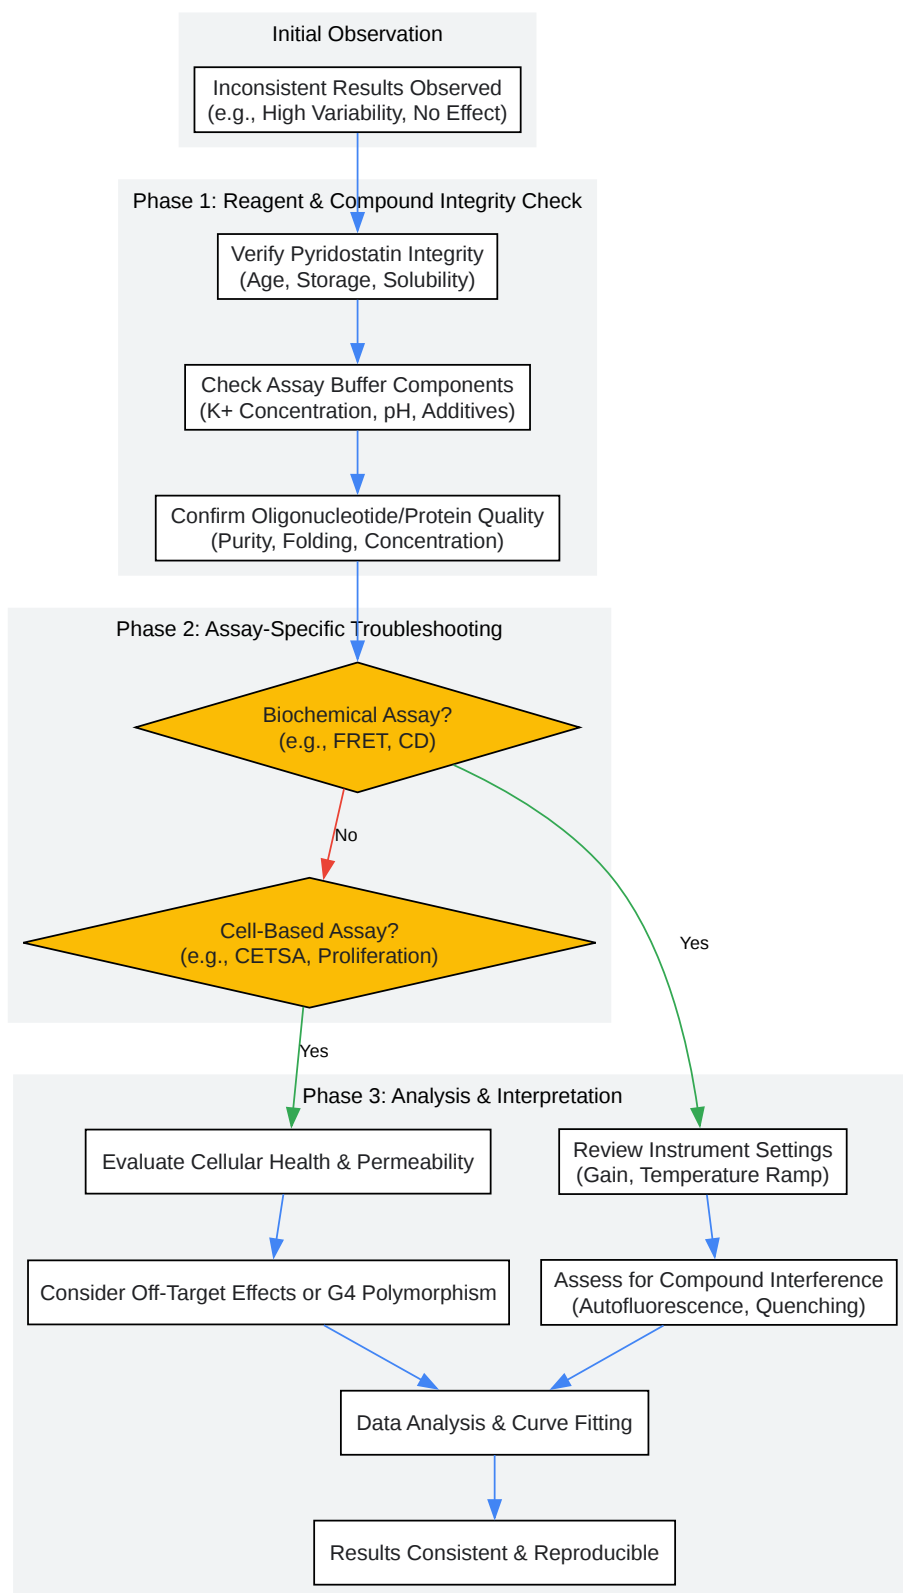 Initial Observation
Inconsistent Results Observed
(e.g., High Variability, No Effect)
Phase 1: Reagent & Compound Integrity Check
Verify Pyridostatin Integrity
(Age, Storage, Solubility)
Check Assay Buffer Components
(K+ Concentration, pH, Additives)
Confirm Oligonucleotide/Protein Quality
(Purity, Folding, Concentration)
Phase 2: Assay-Specific Troubleshooting
Biochemical Assay?
(e.g., FRET, CD)
No
Cell-Based Assay?
(e.g., CETSA, Proliferation)
Yes
Yes
Phase 3: Analysis & Interpretation
Evaluate Cellular Health & Permeability
Review Instrument Settings
(Gain, Temperature Ramp)
Consider Off-Target Effects or G4 Polymorphism
Assess for Compound Interference
(Autofluorescence, Quenching)
Data Analysis & Curve Fitting
Results Consistent & Reproducible